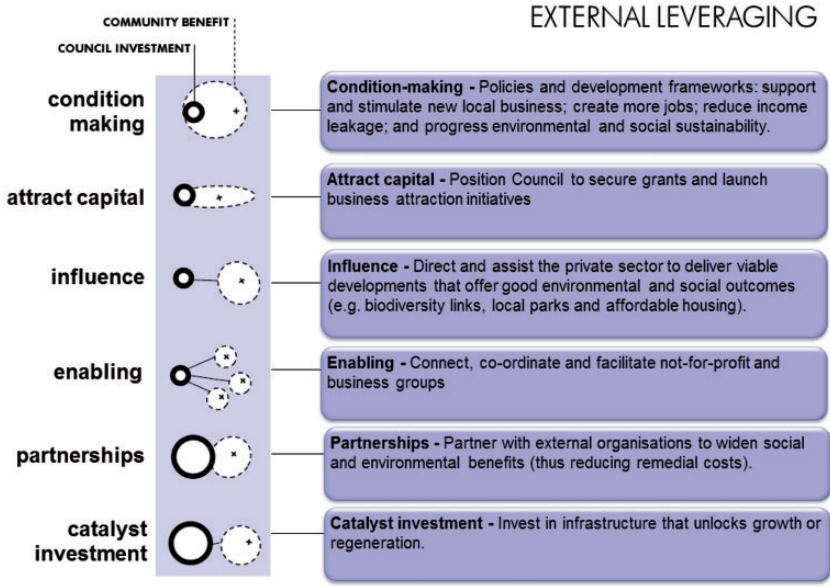 EXTERNAL LEVERAGING
COMMUNITY BENEFIT
COUNCIL INVESTMENT
condition
making
Condition-making - Policies and development frameworks: support
and stimulate new local business; create more jobs; reduce income
leakage; and progress environmental and social sustainability.
attract capital
Attract capital - Position Council to secure grants and launch
business attraction initiatives
influence
Influence - Direct and assist the private sector to deliver viable
developments that offer good environmental and social outcomes
(e.g. biodiversity links, local parks and affordable housing).
enabling
Enabling - Connect, co-ordinate and facilitate not-for-profit and
business groups
partnerships
Partnerships - Partner with external organisations to widen social
and environmental benefits (thus reducing remedial costs).
catalyst
investment
Catalyst investment - Invest in infrastructure that unlocks growth or
regeneration.